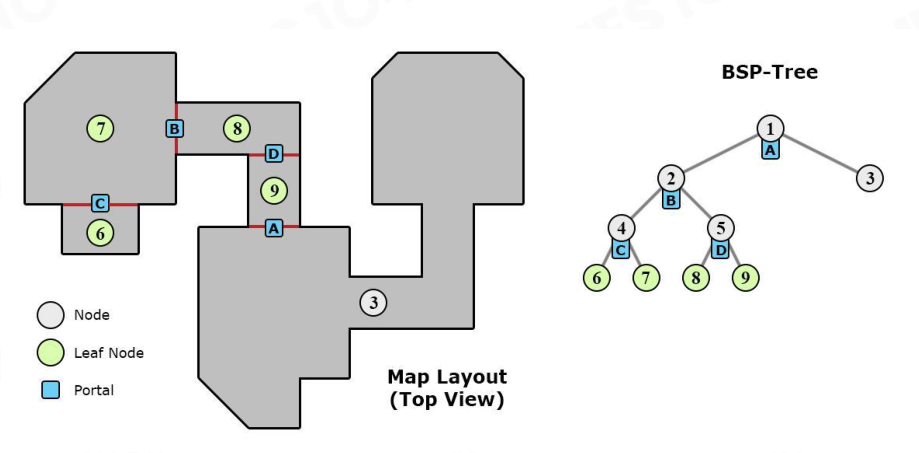 BSP-Tree
1
A
2
3
B
4
5
C
D
6
7
8
9
7
B
8
D
9
C
6
A
3
Node
Leaf Node
Portal
Map Layout
(Top View)